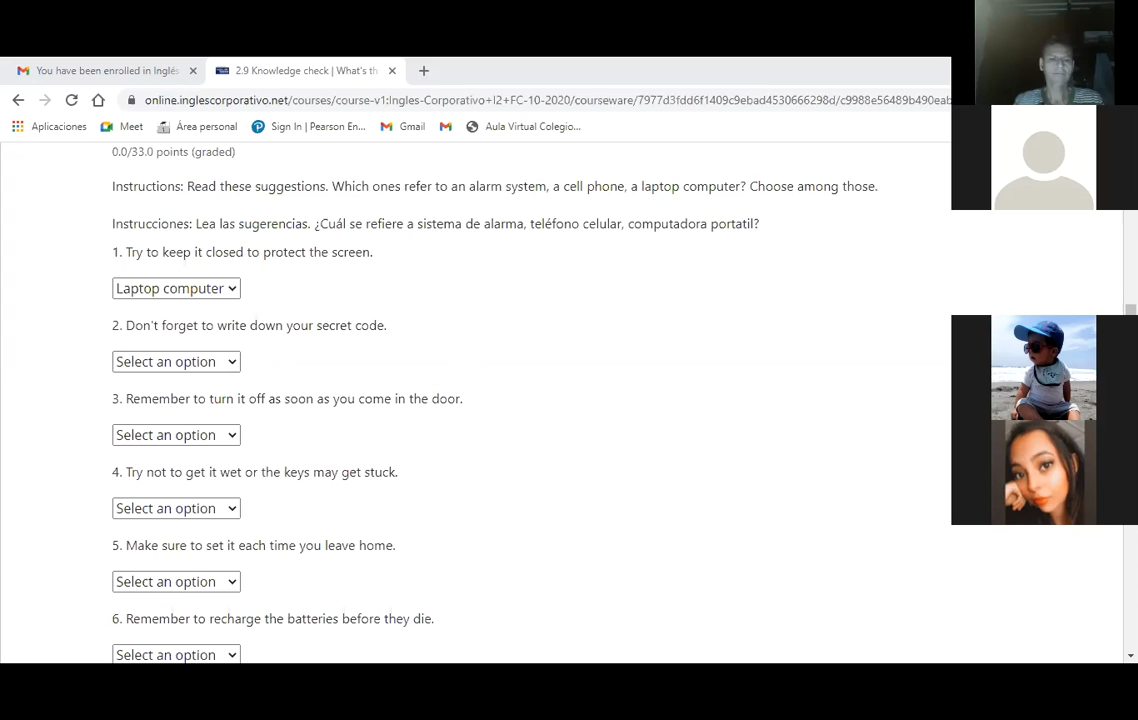 You have been enrolled in Inglés
2.9 Knowledge check | What's th
online.inglescorporativo.net/courses/course-v1:Ingles-Corporativo+I2+FC-10-2020/courseware/7977d3fdd6f1409c9ebad4530666298d/c9988e56489b490eab
Aplicaciones Meet Área personal Sign In | Pearson En... Gmail Aula Virtual Colegio...
0.0/33.0 points (graded)
Instructions: Read these suggestions. Which ones refer to an alarm system, a cell phone, a laptop computer? Choose among those.
Instrucciones: Lea las sugerencias. ¿Cuál se refiere a sistema de alarma, teléfono celular, computadora portatil?
1. Try to keep it closed to protect the screen.
Laptop computer
2. Don't forget to write down your secret code.
Select an option
3. Remember to turn it off as soon as you come in the door.
Select an option
4. Try not to get it wet or the keys may get stuck.
Select an option
5. Make sure to set it each time you leave home.
Select an option
6. Remember to recharge the batteries before they die.
Select an option